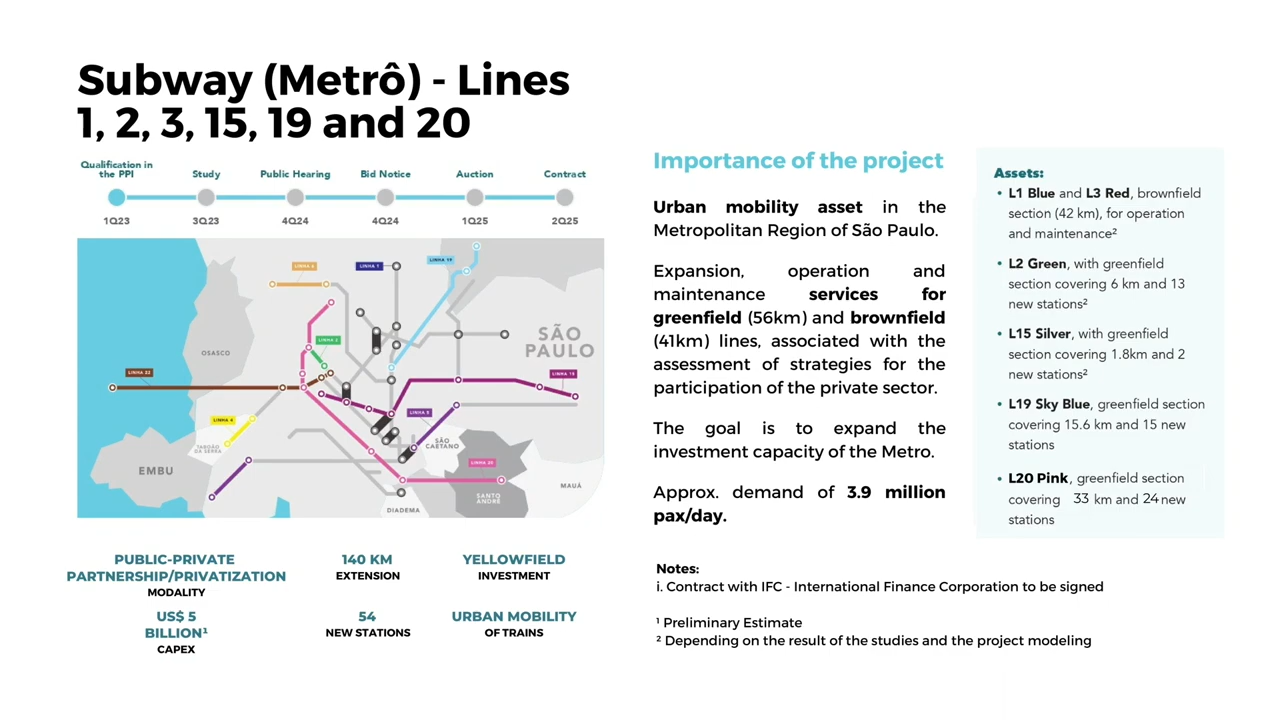 Subway (Metrô) - Lines
1, 2, 3, 15, 19 and 20
Qualification in
the PPI
Study
Public Hearing
Bid Notice
Auction
Contract
1Q23
3Q23
4Q24
4Q24
1Q25
2Q25
LINHA 6
LINHA 1
LINHA 19
SÃO
PAULO
OSASCO
LINHA 2
LINHA 22
LINHA 15
LINHA 4
LINHA 5
TABOÃO
DA SERRA
SÃO
CAETANO
EMBU
LINHA 20
MAUÁ
SANTO
ANDRÉ
DIADEMA
PUBLIC-PRIVATE
PARTNERSHIP/PRIVATIZATION
MODALITY
140 KM
EXTENSION
YELLOWFIELD
INVESTMENT
US$ 5
BILLION¹
CAPEX
54
NEW STATIONS
URBAN MOBILITY
OF TRAINS
Importance of the project
Urban mobility asset in the
Metropolitan Region of São Paulo.
Expansion, operation and
maintenance services for
greenfield (56km) and brownfield
(41km) lines, associated with the
assessment of strategies for the
participation of the private sector.
The goal is to expand the
investment capacity of the Metro.
Approx. demand of 3.9 million
pax/day.
Assets:
• L1 Blue and L3 Red, brownfield
section (42 km), for operation
and maintenance²
• L2 Green, with greenfield
section covering 6 km and 13
new stations²
• L15 Silver, with greenfield
section covering 1.8km and 2
new stations²
• L19 Sky Blue, greenfield section
covering 15.6 km and 15 new
stations
• L20 Pink, greenfield section
covering 33 km and 24 new
stations
Notes:
i. Contract with IFC - International Finance Corporation to be signed
¹ Preliminary Estimate
² Depending on the result of the studies and the project modeling